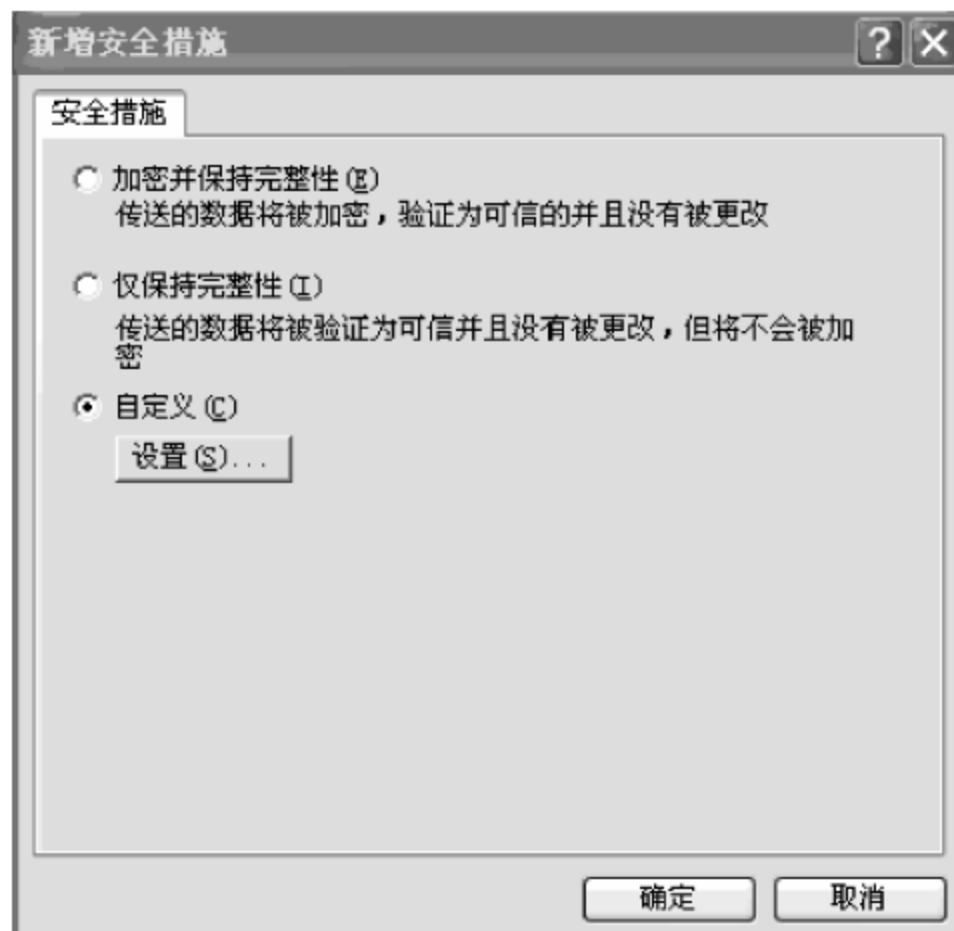 新增安全措施
安全措施
加密并保持完整性(E)
传送的数据将被加密，验证为可信的并且没有被更改
仅保持完整性(I)
传送的数据将被验证为可信并且没有被更改，但将不会被加
密
自定义(C)
设置(S)...
确定
取消